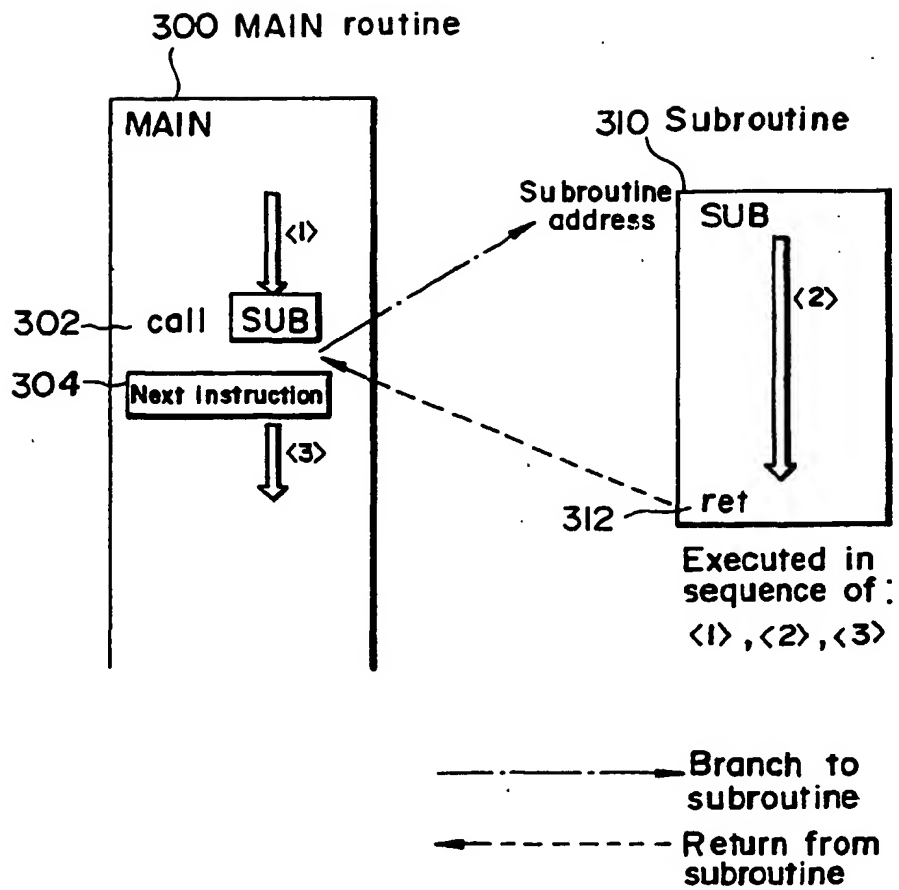 300 MAIN routine
MAIN
310 Subroutine
Subroutine
address
SUB
<1>
<2>
302 call SUB
304 Next Instruction
<3>
312 ret
Executed in
sequence of :
<1>, <2>, <3>
Branch to
subroutine
Return from
subroutine